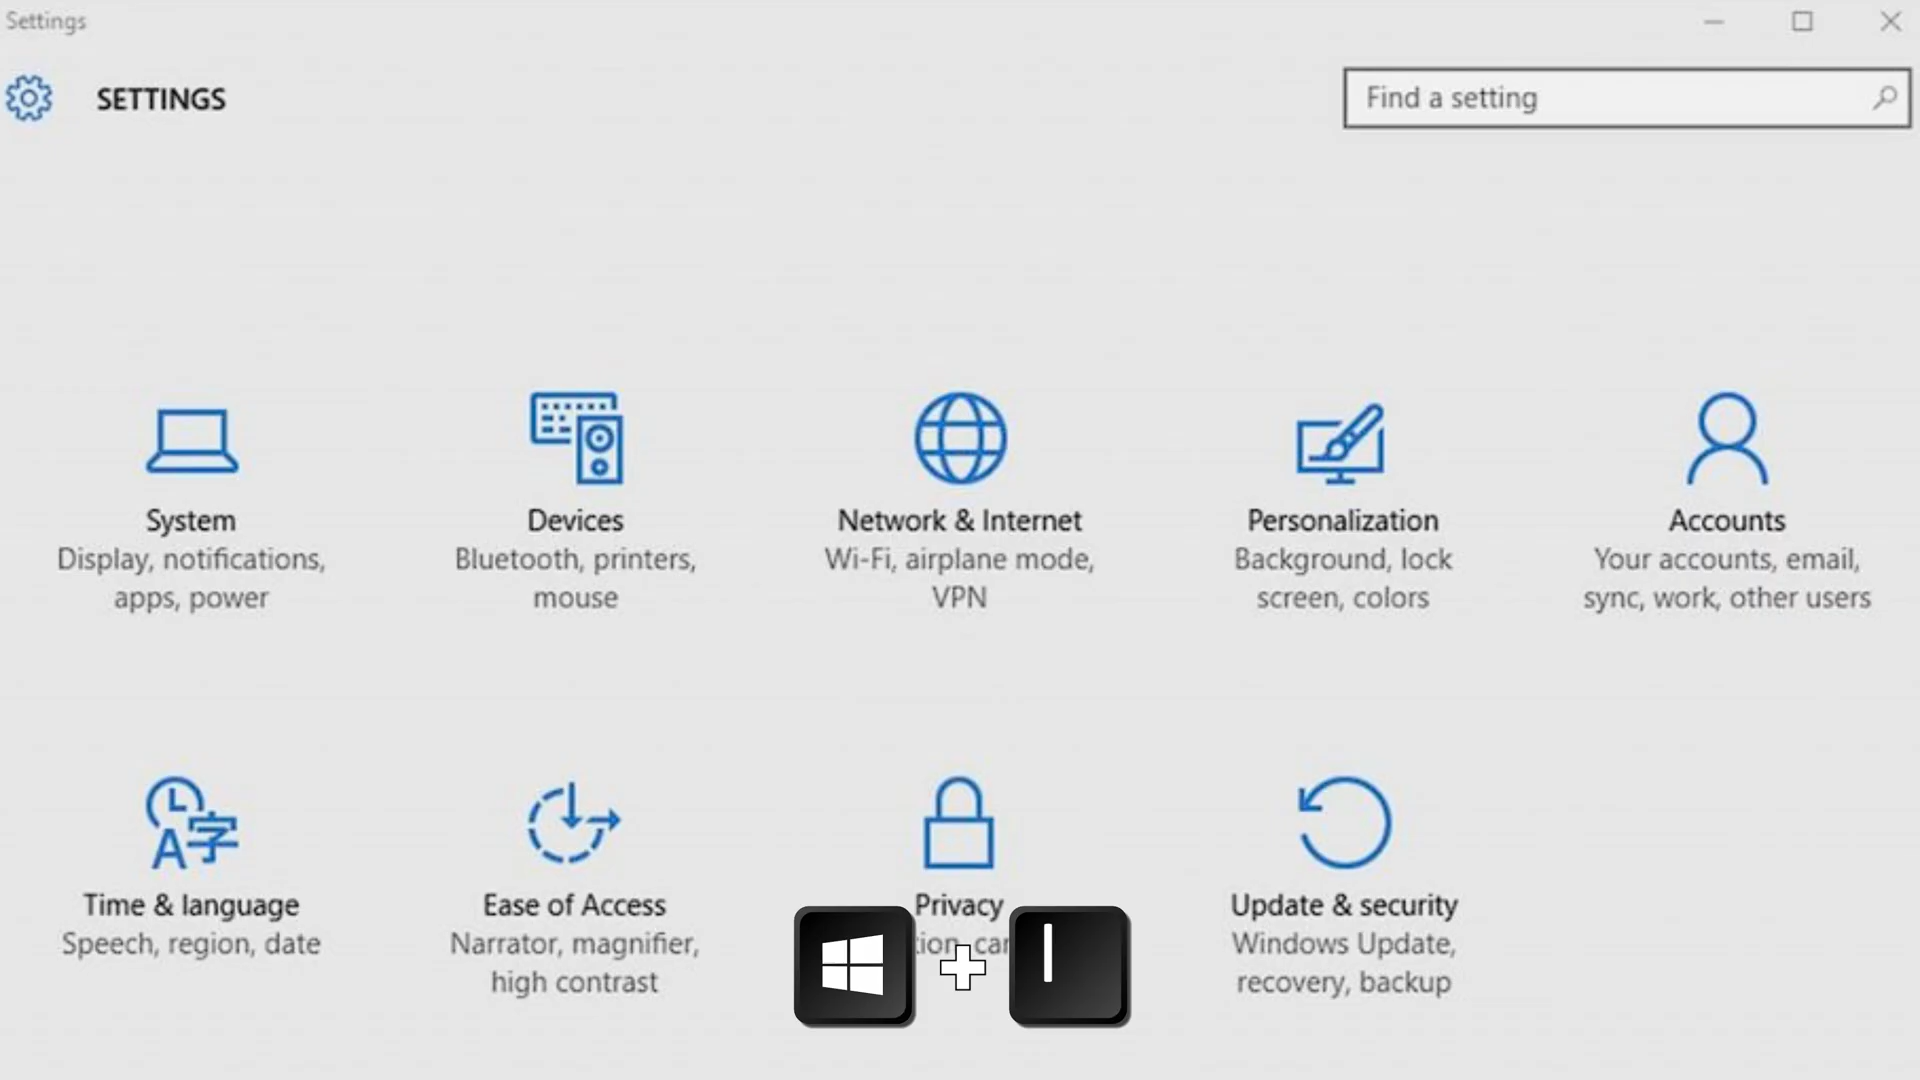 Settings
SETTINGS
Find a setting
System
Display, notifications,
apps, power
Devices
Bluetooth, printers,
mouse
Network & Internet
Wi-Fi, airplane mode,
VPN
Personalization
Background, lock
screen, colors
Accounts
Your accounts, email,
sync, work, other users
Time & language
Speech, region, date
Ease of Access
Narrator, magnifier,
high contrast
Privacy
Update & security
Windows Update,
recovery, backup
I